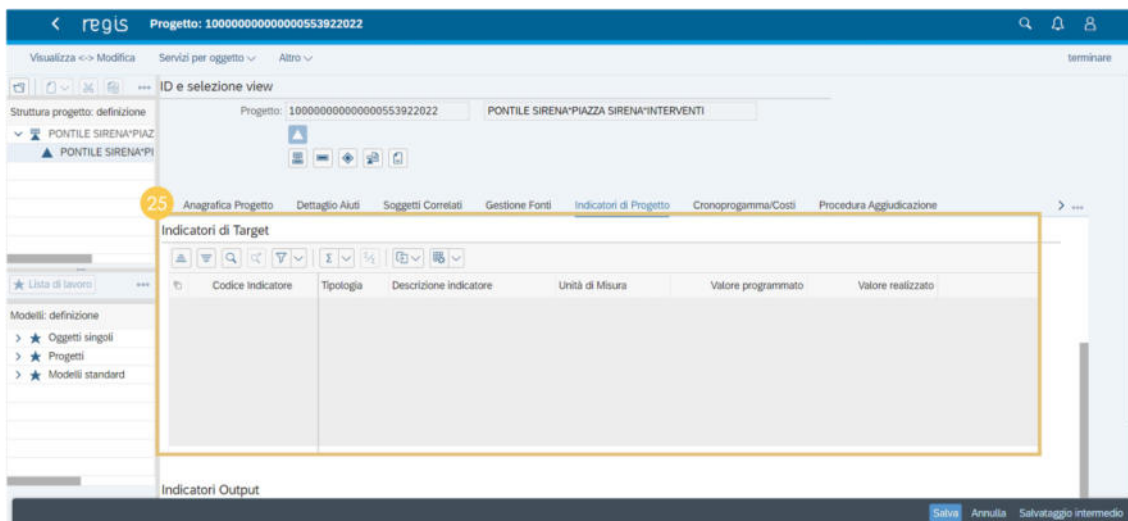 regis Progetto: 10000000000000553922022
Visualizza <-> Modifica Servizi per oggetto Altro terminare
ID e selezione view
Struttura progetto: definizione
Progetto: 10000000000000553922022 PONTILE SIRENA*PIAZZA SIRENA*INTERVENTI
PONTILE SIRENA*PIAZ
PONTILE SIRENA*PI
25 Anagrafica Progetto Dettaglio Aiuti Soggetti Correlati Gestione Fonti Indicatori di Progetto Cronoprogamma/Costi Procedura Aggiudicazione
Indicatori di Target
Lista di lavoro
Codice Indicatore Tipologia Descrizione indicatore Unità di Misura Valore programmato Valore realizzato
Modelli: definizione
Oggetti singoli
Progetti
Modelli standard
Indicatori Output
Salva Annulla Salvataggio intermedio